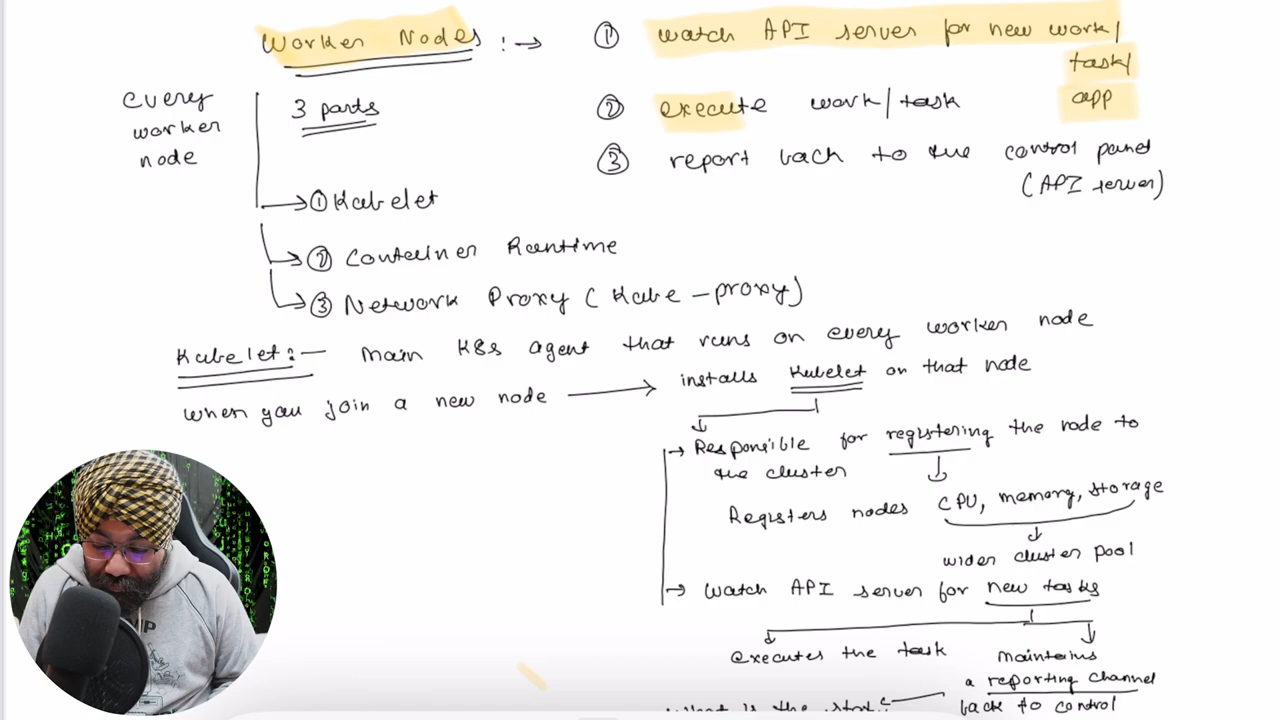 Worker Nodes :→ ① watch API server for new work/
task/
app
② execute work/task
③ report back to the control panel
(API server)
every
worker
node
3 parts
① Kubelet
② Container Runtime
③ Network Proxy (Kube-proxy)
Kubelet:— Main K8s agent that runs on every worker node
when you join a new node → installs Kubelet on that node
→ Responsible for registering the node to
the cluster
Registers nodes CPU, memory, storage
wider cluster pool
→ Watch API server for new tasks
executes the task
Maintains
a reporting channel
back to control